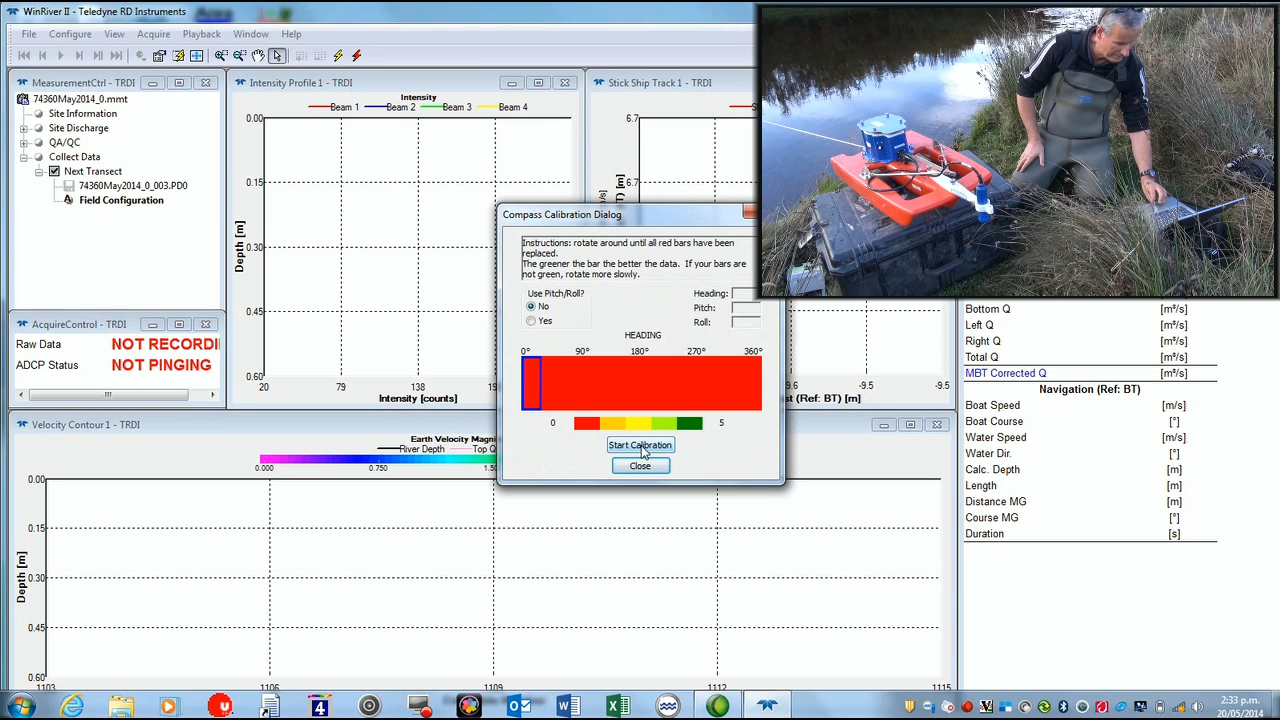 WinRiver II - Teledyne RD Instruments
File Configure View Acquire Playback Window Help
MeasurementCtrl - TRDI
74360May2014_0.mmt
Site Information
Site Discharge
QA/QC
Collect Data
Next Transect
74360May2014_0_003.PD0
Field Configuration
AcquireControl - TRDI
Raw Data NOT RECORDI
ADCP Status NOT PINGING
Intensity Profile 1 - TRDI
Intensity
Beam 1 Beam 2 Beam 3 Beam 4
Depth [m]
0.00
0.15
0.30
0.45
0.60
20 79 138
Intensity [counts]
Stick Ship Track 1 - TRDI
6.7
6.7
-9.6 -9.5 -9.5
(Ref: BT) [m]
Compass Calibration Dialog
Instructions: rotate around until all red bars have been
replaced.
The greener the bar the better the data. If your bars are
not green, rotate more slowly.
Use Pitch/Roll?
No
Yes
Heading:
Pitch:
Roll:
HEADING
0° 90° 180° 270° 360°
0 5
Start Calibration
Close
Bottom Q [m³/s]
Left Q [m³/s]
Right Q [m³/s]
Total Q [m³/s]
MBT Corrected Q [m³/s]
Navigation (Ref: BT)
Boat Speed [m/s]
Boat Course [°]
Water Speed [m/s]
Water Dir. [°]
Calc. Depth [m]
Length [m]
Distance MG [m]
Course MG [°]
Duration [s]
Velocity Contour 1 - TRDI
Earth Velocity Magni
River Depth Top Q
0.000 0.750 1.50
Depth [m]
0.00
0.15
0.30
0.45
0.60
1103 1106 1109 1112 1115
4
2:33 p.m.
20/05/2014